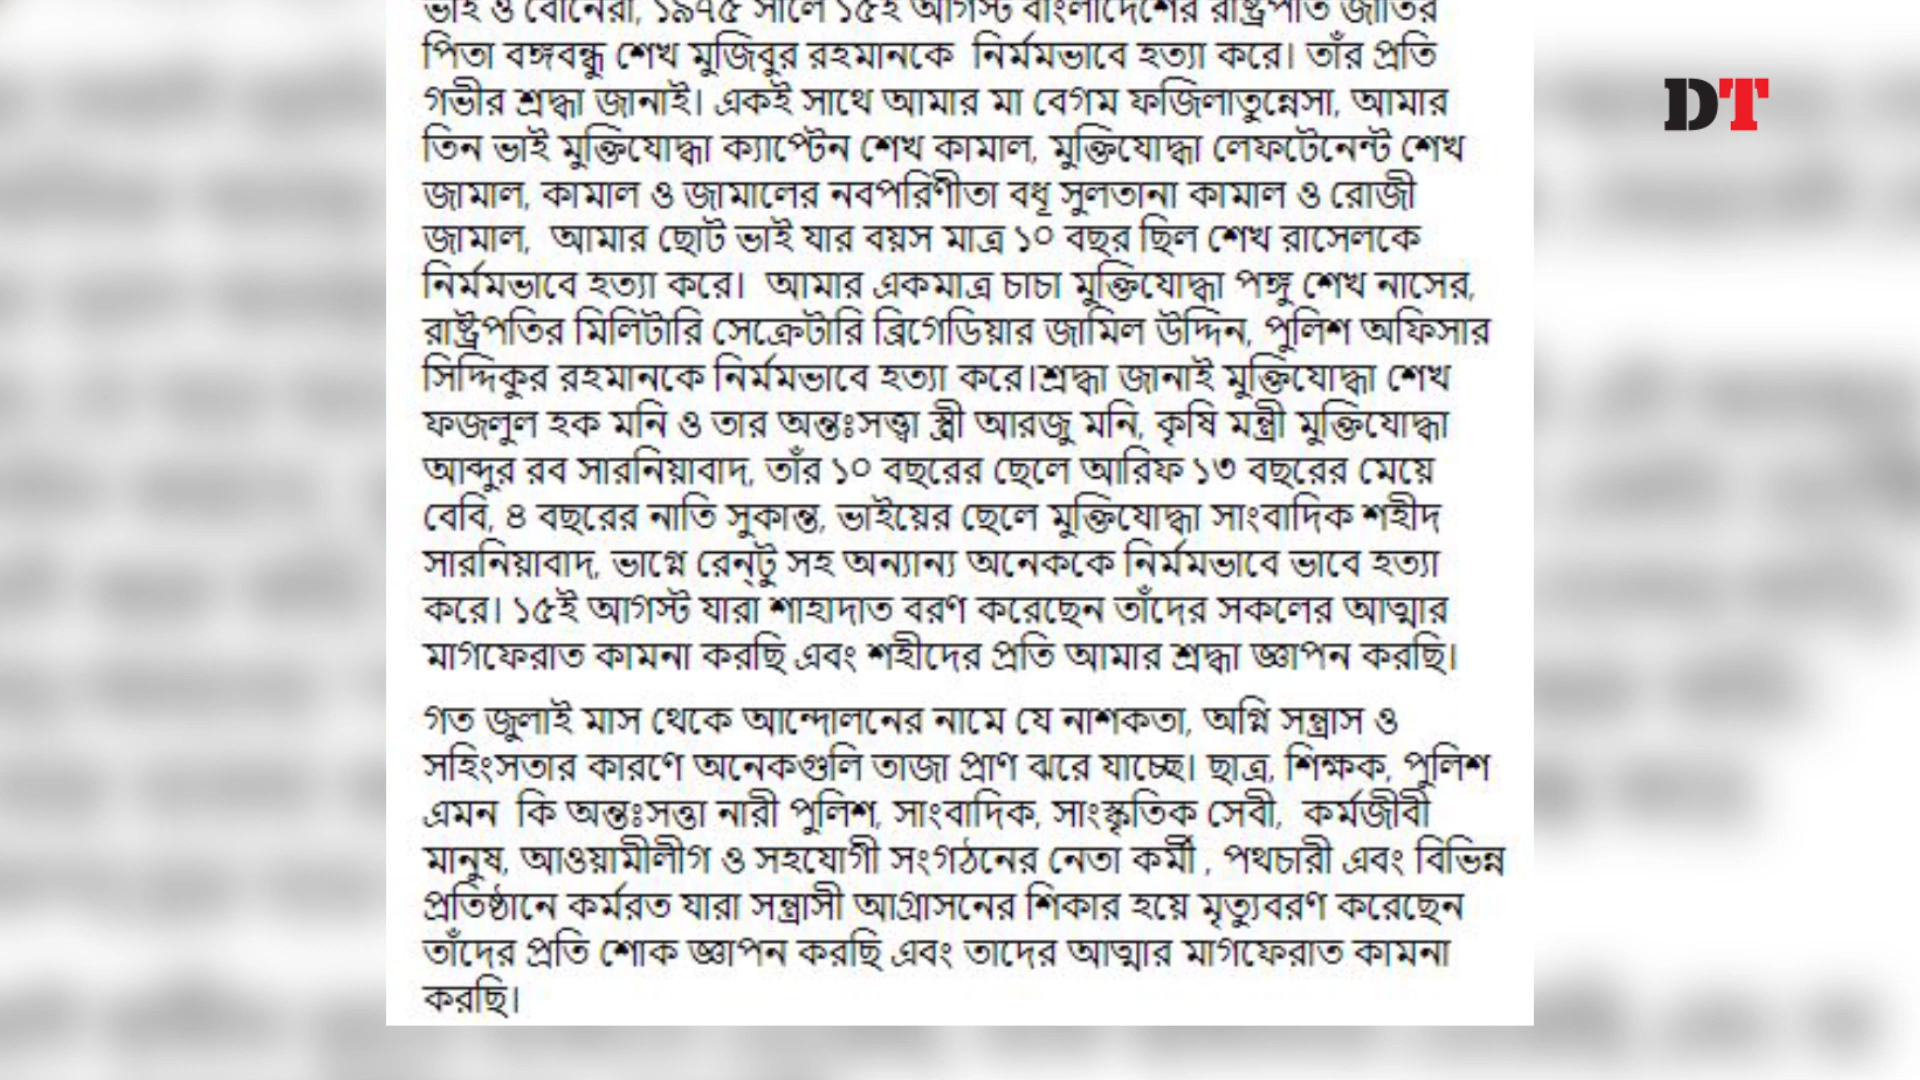 ভাই ও বোনেরা, ১৯৭৫ সালে ১৫ই আগস্ট বাংলাদেশের রাষ্ট্রপতি জাতির
পিতা বঙ্গবন্ধু শেখ মুজিবুর রহমানকে নির্মমভাবে হত্যা করে। তাঁর প্রতি
গভীর শ্রদ্ধা জানাই। একই সাথে আমার মা বেগম ফজিলাতুন্নেসা, আমার
তিন ভাই মুক্তিযোদ্ধা ক্যাপ্টেন শেখ কামাল, মুক্তিযোদ্ধা লেফটেনেন্ট শেখ
জামাল, কামাল ও জামালের নবপরিণীতা বধূ সুলতানা কামাল ও রোজী
জামাল, আমার ছোট ভাই যার বয়স মাত্র ১০ বছর ছিল শেখ রাসেলকে
নির্মমভাবে হত্যা করে। আমার একমাত্র চাচা মুক্তিযোদ্ধা পঙ্গু শেখ নাসের,
রাষ্ট্রপতির মিলিটারি সেক্রেটারি ব্রিগেডিয়ার জামিল উদ্দিন, পুলিশ অফিসার
সিদ্দিকুর রহমানকে নির্মমভাবে হত্যা করে।শ্রদ্ধা জানাই মুক্তিযোদ্ধা শেখ
ফজলুল হক মনি ও তার অন্তঃসত্ত্বা স্ত্রী আরজু মনি, কৃষি মন্ত্রী মুক্তিযোদ্ধা
আব্দুর রব সারনিয়াবাদ, তাঁর ১০ বছরের ছেলে আরিফ ১৩ বছরের মেয়ে
বেবি, ৪ বছরের নাতি সুকান্ত, ভাইয়ের ছেলে মুক্তিযোদ্ধা সাংবাদিক শহীদ
সারনিয়াবাদ, ভাগ্নে রেন্‌টু সহ অন্যান্য অনেককে নির্মমভাবে ভাবে হত্যা
করে। ১৫ই আগস্ট যারা শাহাদাত বরণ করেছেন তাঁদের সকলের আত্মার
মাগফেরাত কামনা করছি এবং শহীদের প্রতি আমার শ্রদ্ধা জ্ঞাপন করছি।
গত জুলাই মাস থেকে আন্দোলনের নামে যে নাশকতা, অগ্নি সন্ত্রাস ও
সহিংসতার কারণে অনেকগুলি তাজা প্রাণ ঝরে যাচ্ছে। ছাত্র, শিক্ষক, পুলিশ
এমন কি অন্তঃসত্তা নারী পুলিশ, সাংবাদিক, সাংস্কৃতিক সেবী, কর্মজীবী
মানুষ, আওয়ামীলীগ ও সহযোগী সংগঠনের নেতা কর্মী , পথচারী এবং বিভিন্ন
প্রতিষ্ঠানে কর্মরত যারা সন্ত্রাসী আগ্রাসনের শিকার হয়ে মৃত্যুবরণ করেছেন
তাঁদের প্রতি শোক জ্ঞাপন করছি এবং তাদের আত্মার মাগফেরাত কামনা
করছি।
DT